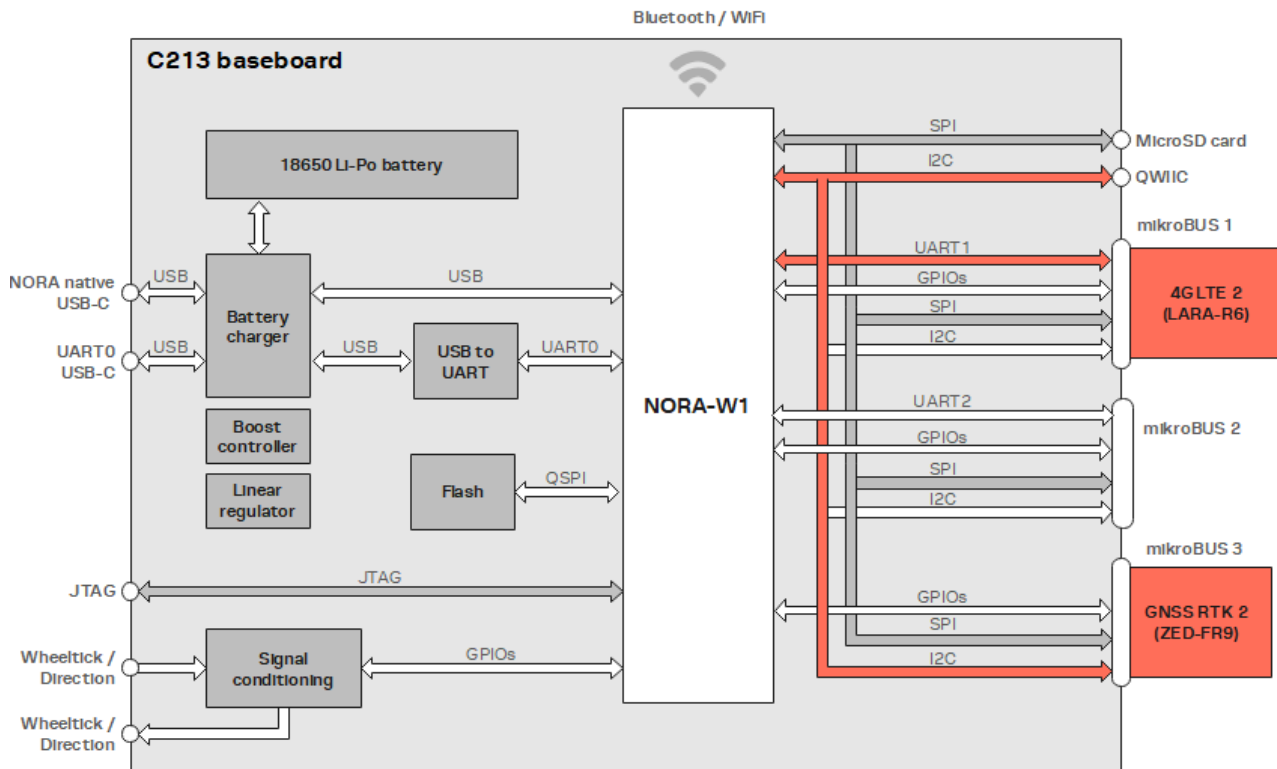 Bluetooth / WiFi
C213 baseboard
18650 Li-Po battery
NORA native
USB-C
USB
Battery
charger
USB
UART0
USB-C
USB
USB
USB to
UART
UART0
Boost
controller
Linear
regulator
Flash
QSPI
JTAG
JTAG
Wheeltick /
Direction
Signal
conditioning
GPIOs
Wheeltick /
Direction
NORA-W1
SPI
MicroSD card
I2C
QWIIC
mikroBUS 1
UART1
GPIOs
SPI
I2C
4G LTE 2
(LARA-R6)
UART2
GPIOs
SPI
I2C
mikroBUS 2
mikroBUS 3
GPIOs
SPI
I2C
GNSS RTK 2
(ZED-FR9)